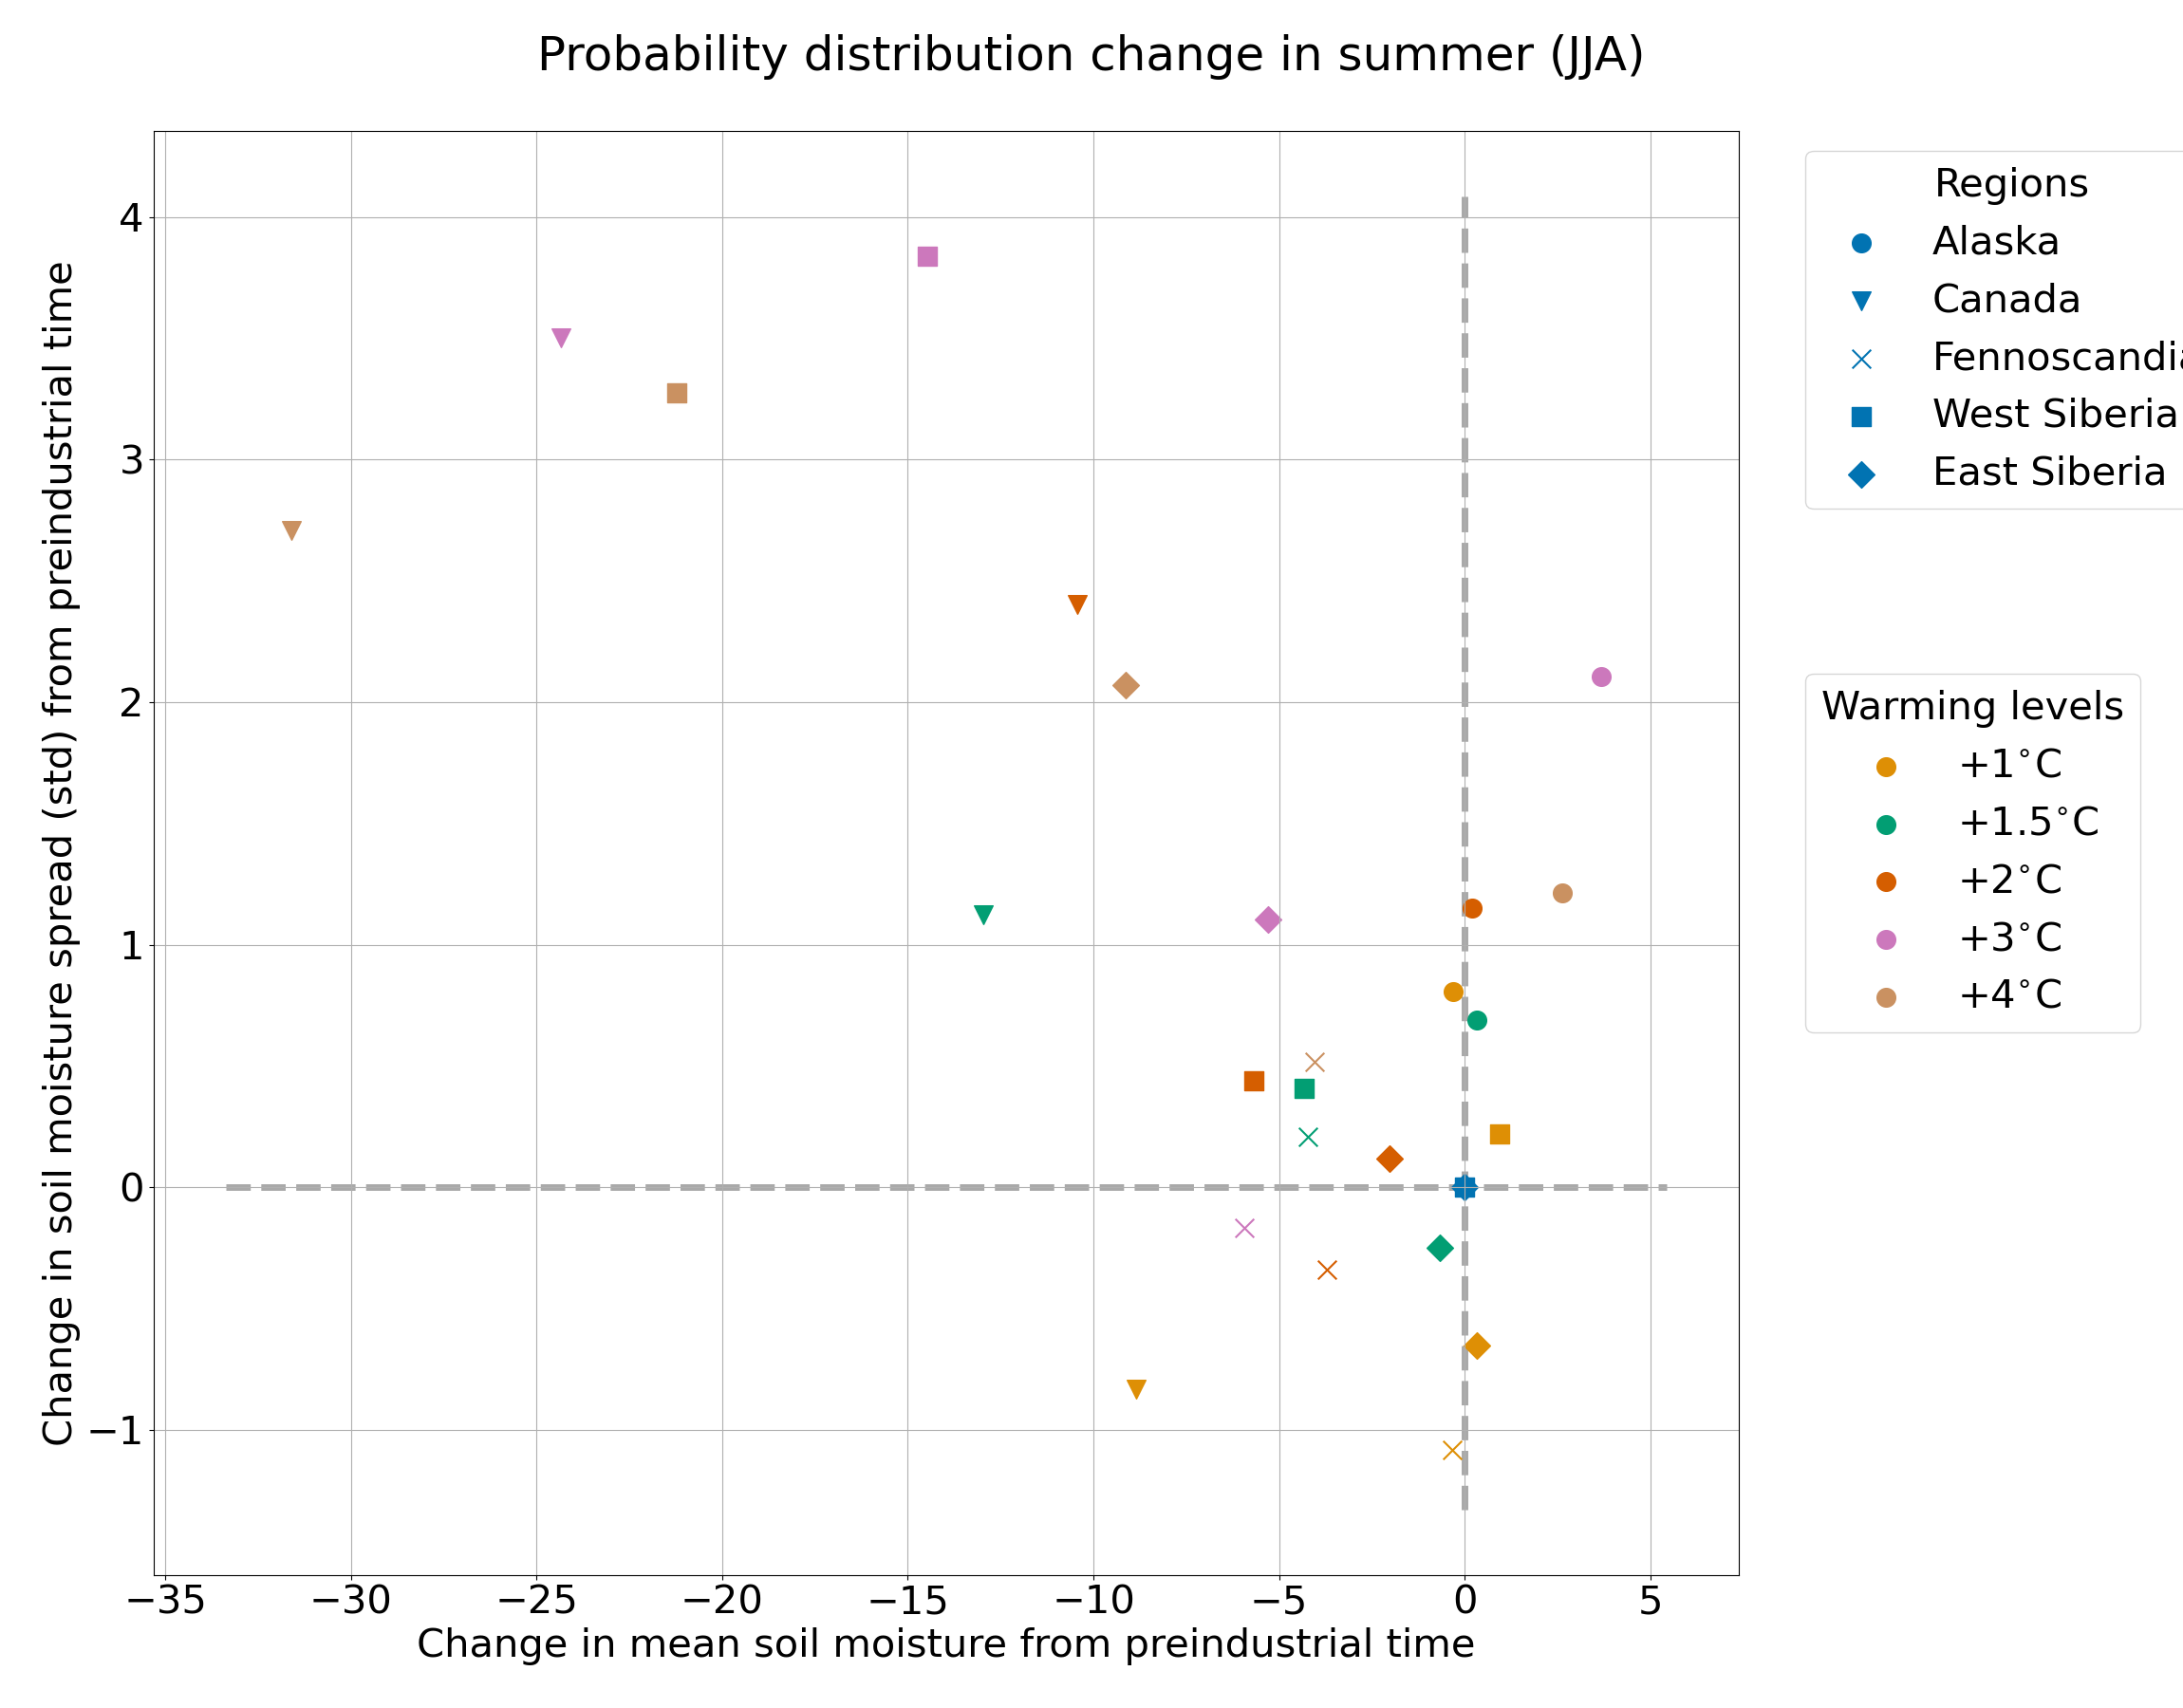 Probability distribution change in summer (JJA)
Change in soil moisture spread (std) from preindustrial time
4
3
2
1
0
−1
−35
−30
−25
−20
−15
−10
−5
0
5
Change in mean soil moisture from preindustrial time
Regions
Alaska
Canada
Fennoscandia
West Siberia
East Siberia
Warming levels
+1°C
+1.5°C
+2°C
+3°C
+4°C